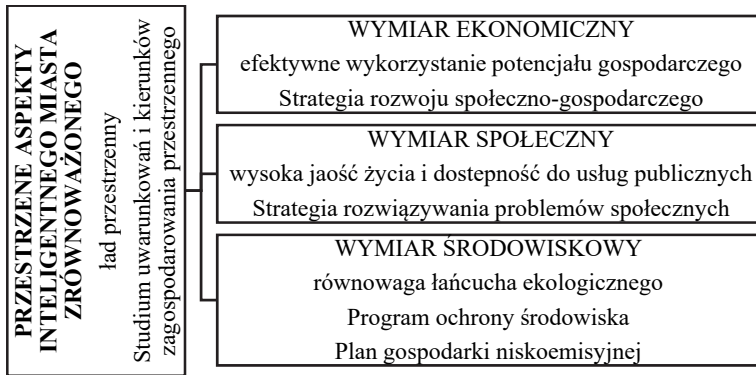 PRZESTRZENE ASPEKTY
INTELIGENTNEGO MIASTA
ZRÓWNOWAŻONEGO
ład przestrzenny
Studium uwarunkowań i kierunków
zagospodarowania przestrzennego
WYMIAR EKONOMICZNY
efektywne wykorzystanie potencjału gospodarczego
Strategia rozwoju społeczno-gospodarczego
WYMIAR SPOŁECZNY
wysoka jaość życia i dostepność do usług publicznych
Strategia rozwiązywania problemów społecznych
WYMIAR ŚRODOWISKOWY
równowaga łańcucha ekologicznego
Program ochrony środowiska
Plan gospodarki niskoemisyjnej